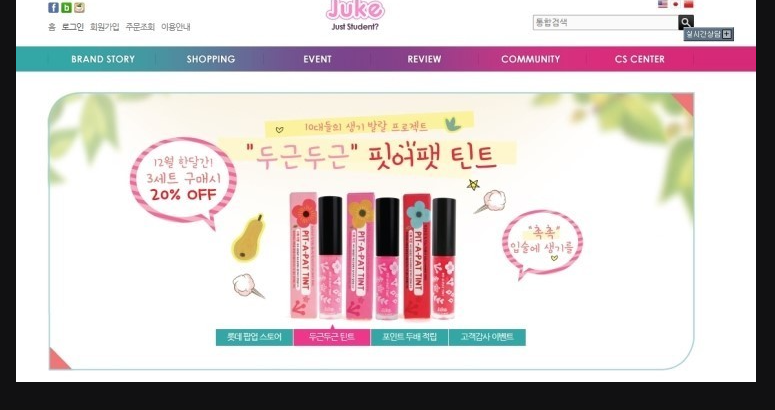 Juke
Just Student?
홈 로그인 회원가입 주문조회 이용안내
통합검색
실시간상담
BRAND STORY SHOPPING EVENT REVIEW COMMUNITY CS CENTER
10대들의 생기 발랄 프로젝트
"두근두근" 핏어팻 틴트
12월 한달간!
3세트 구매시
20% OFF
"촉촉"
입술에 생기를
PIT-A-PAT TINT
PIT-A-PAT TINT
PIT-A-PAT TINT
롯데 팝업 스토어 두근두근 틴트 포인트 두배 적립 고객감사 이벤트